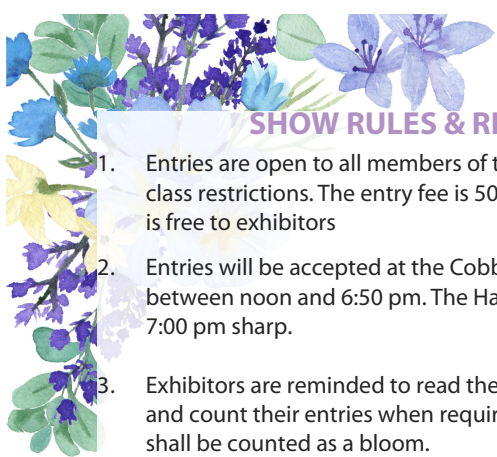 SHOW RULES & RE
1. Entries are open to all members of t
class restrictions. The entry fee is 50
is free to exhibitors
2. Entries will be accepted at the Cobb
between noon and 6:50 pm. The Ha
7:00 pm sharp.
3. Exhibitors are reminded to read the
and count their entries when requir
shall be counted as a bloom.